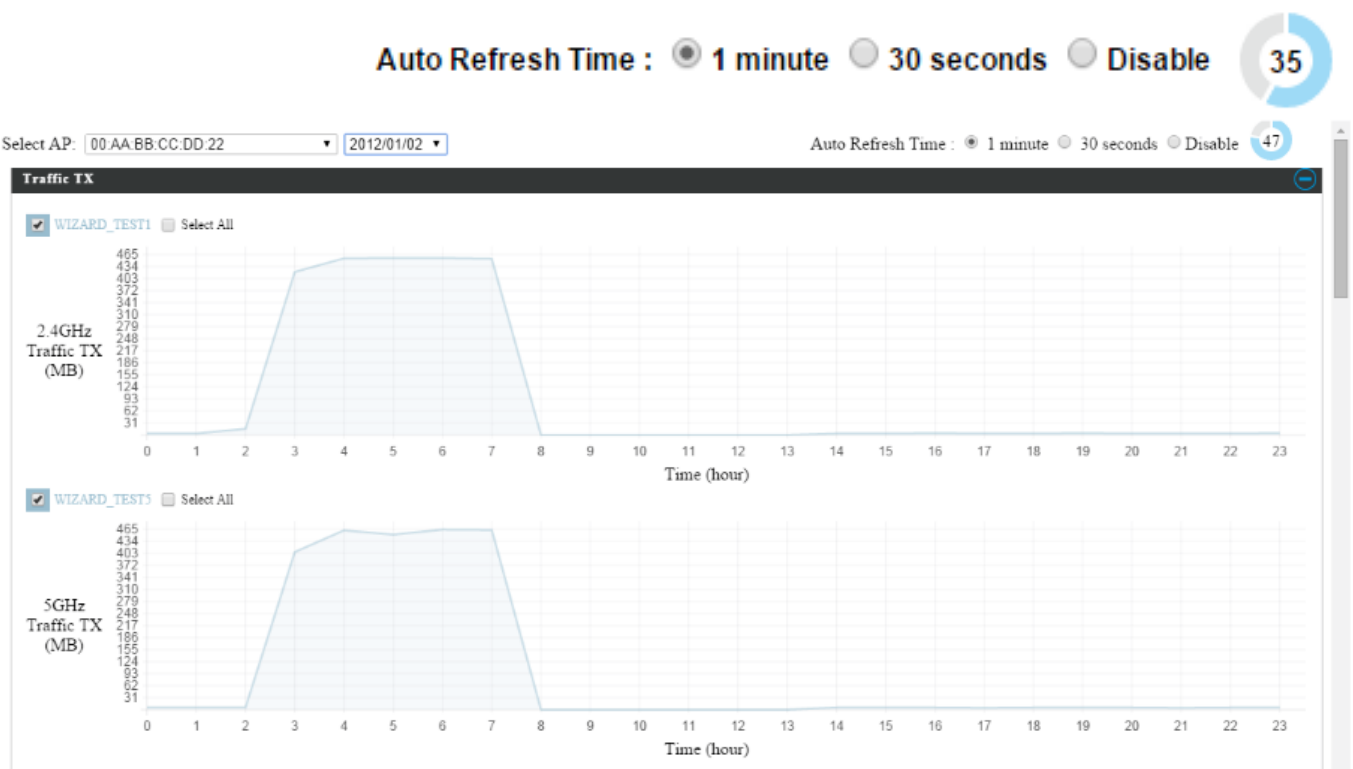 Auto Refresh Time : 1 minute 30 seconds Disable 35
Select AP: 00:AA:BB:CC:DD:22 2012/01/02 Auto Refresh Time : 1 minute 30 seconds Disable 47
Traffic TX
WIZARD_TEST1 Select All
465
434
403
372
341
310
279
248
217
186
155
124
93
62
31
2.4GHz
Traffic TX
(MB)
0 1 2 3 4 5 6 7 8 9 10 11 12 13 14 15 16 17 18 19 20 21 22 23
Time (hour)
WIZARD_TEST5 Select All
465
434
403
372
341
310
279
248
217
186
155
124
93
62
31
5GHz
Traffic TX
(MB)
0 1 2 3 4 5 6 7 8 9 10 11 12 13 14 15 16 17 18 19 20 21 22 23
Time (hour)